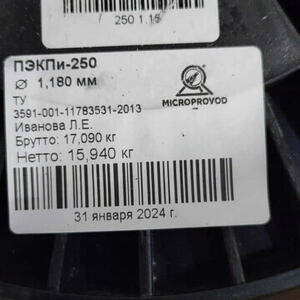 250 1.15
ПЭКПи-250
Ø 1,180 мм
ТУ
3591-001-11783531-2013
Иванова Л.Е.
Брутто: 17,090 кг
Нетто: 15,940 кг
MICROPROVOD
31 января 2024 г.